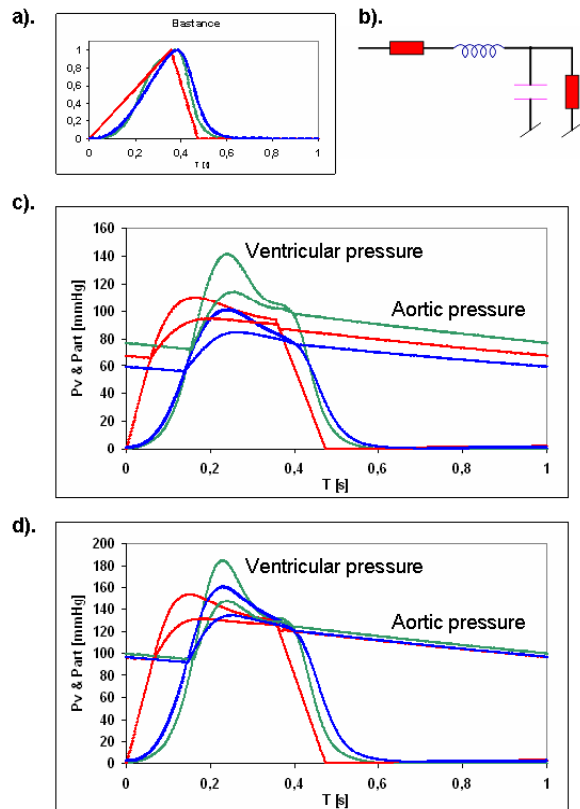 a).
Bastance
1
0,8
0,6
0,4
0,2
0
0 0,2 0,4 0,6 0,8 1
b).
c).
160
140
120
100
80
60
40
20
0
Pv & Part [mmHg]
Ventricular pressure
Aortic pressure
0 0,2 0,4 0,6 0,8 1
T [s]
d).
200
180
160
140
120
100
80
60
40
20
0
Pv & Part [mmHg]
Ventricular pressure
Aortic pressure
0 0,2 0,4 0,6 0,8 1
T [s]